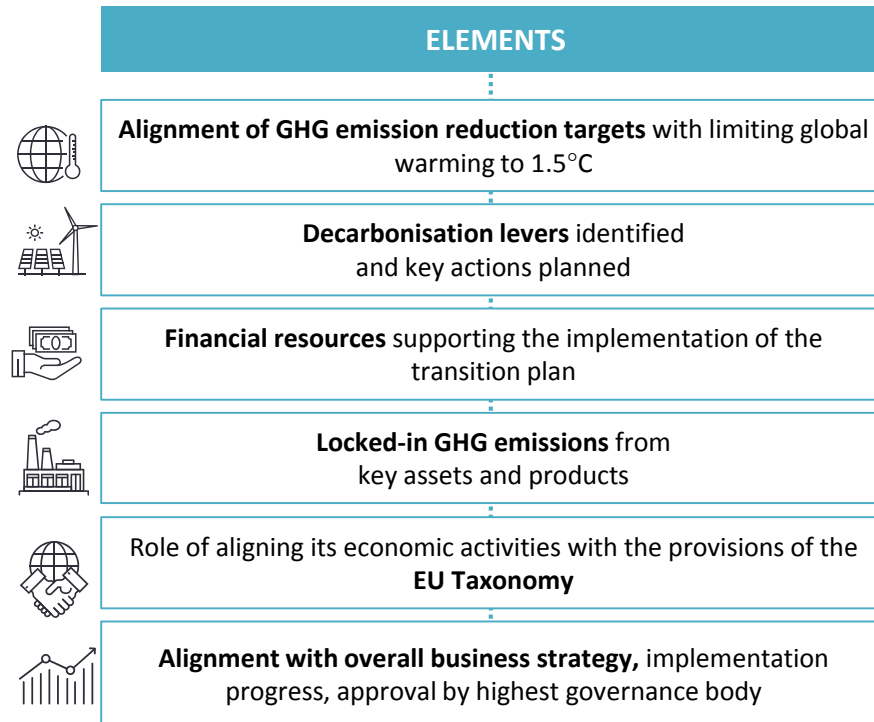 ELEMENTS
Alignment of GHG emission reduction targets with limiting global
warming to 1.5°C
Decarbonisation levers identified
and key actions planned
Financial resources supporting the implementation of the
transition plan
Locked-in GHG emissions from
key assets and products
Role of aligning its economic activities with the provisions of the
EU Taxonomy
Alignment with overall business strategy, implementation
progress, approval by highest governance body